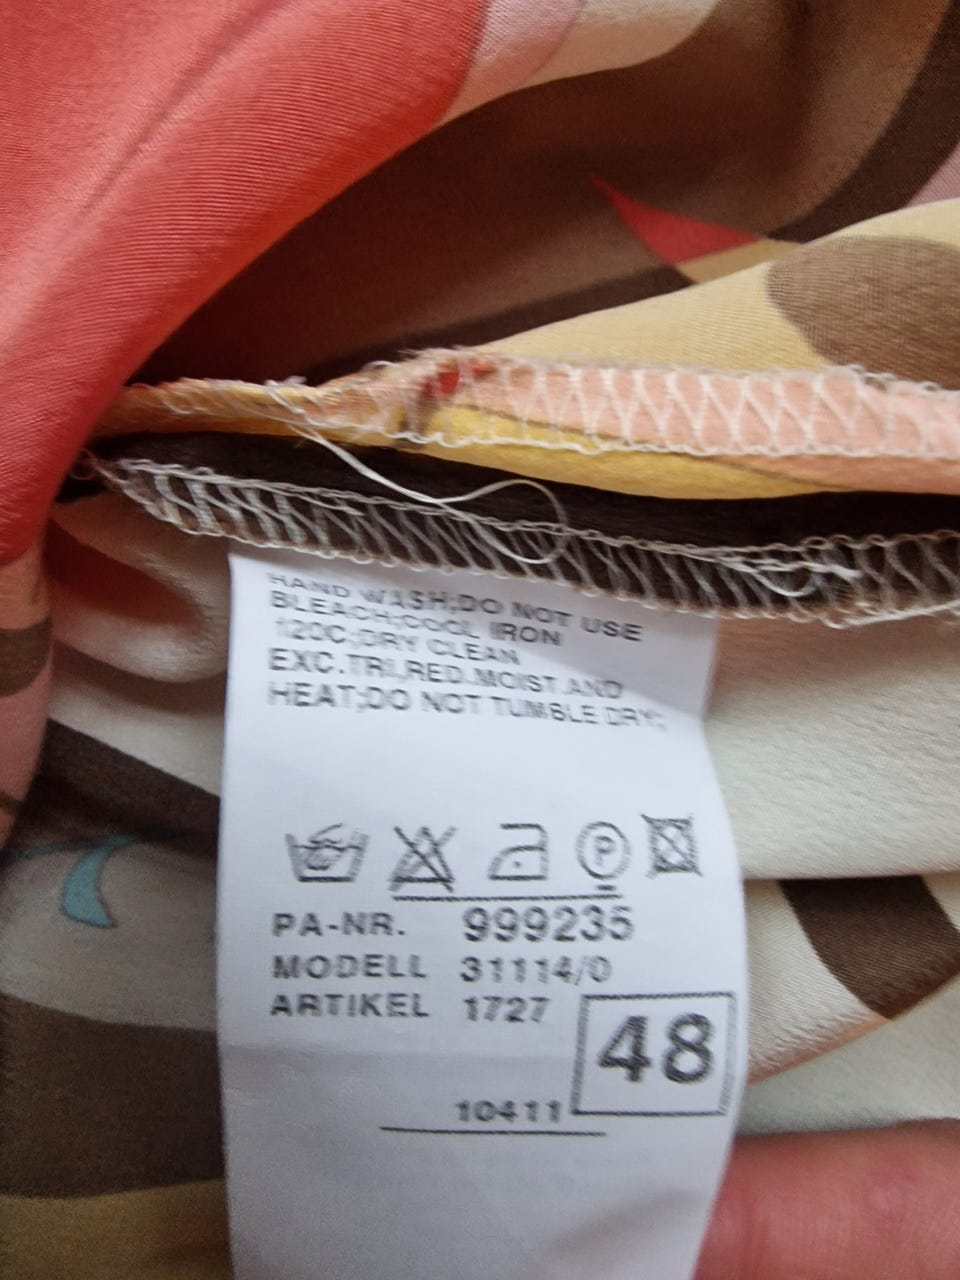 HAND WASH;DO NOT USE
BLEACH;COOL IRON
120C;DRY CLEAN
EXC.TRI,RED.MOIST.AND
HEAT;DO NOT TUMBLE DRY;
P
PA-NR. 999235
MODELL 31114/0
ARTIKEL 1727
48
10411